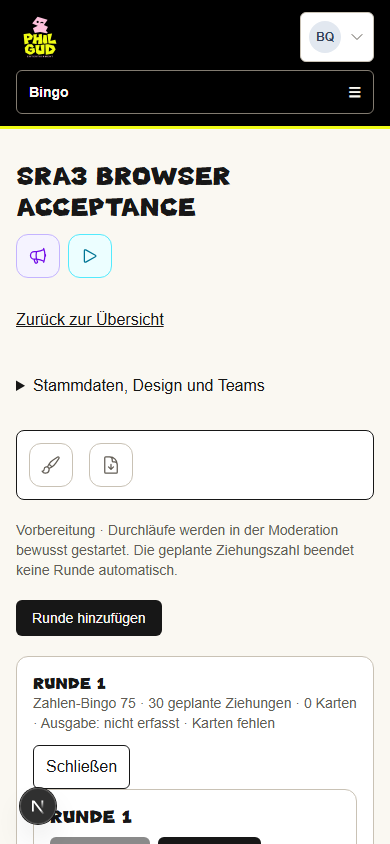 PHIL
GUD
BQ
Bingo
SRA3 BROWSER
ACCEPTANCE
Zurück zur Übersicht
Stammdaten, Design und Teams
Vorbereitung · Durchläufe werden in der Moderation
bewusst gestartet. Die geplante Ziehungszahl beendet
keine Runde automatisch.
Runde hinzufügen
RUNDE 1
Zahlen-Bingo 75 · 30 geplante Ziehungen · 0 Karten
· Ausgabe: nicht erfasst · Karten fehlen
Schließen
N
RUNDE 1